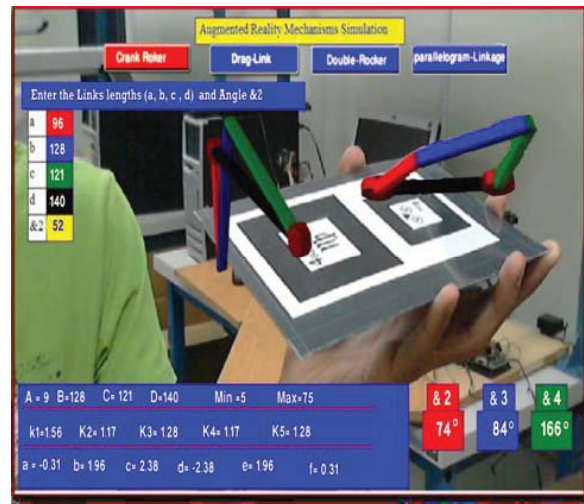 Augmented Reality Mechanisms Simulation
Crank Roker Drag-Link Double-Rocker parallelogram-Linkage
Enter the Links lengths (a, b, c , d) and Angle &2
a 96
b 128
c 121
d 140
&2 52
A = 9 B=128 C= 121 D=140 Min =5 Max=75
k1=1.56 K2= 1.17 K3= 1.28 K4= 1.17 K5= 1.28
a = -0.31 b= 1.96 c= 2.38 d= -2.38 e= 1.96 f= 0.31
& 2 & 3 & 4
74° 84° 166°